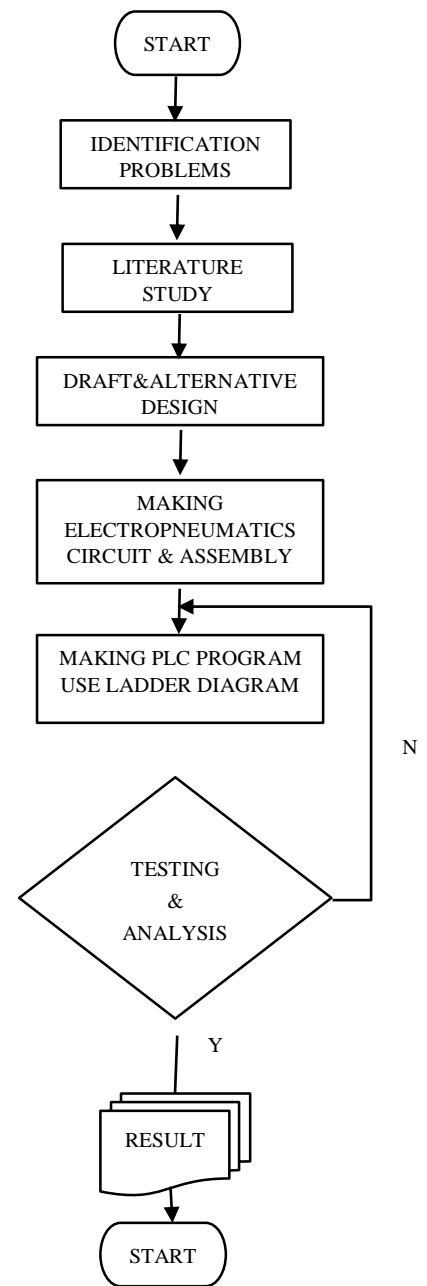 START
IDENTIFICATION
PROBLEMS
LITERATURE
STUDY
DRAFT&ALTERNATIVE
DESIGN
MAKING
ELECTROPNEUMATICS
CIRCUIT & ASSEMBLY
MAKING PLC PROGRAM
USE LADDER DIAGRAM
N
TESTING
&
ANALYSIS
Y
RESULT
START